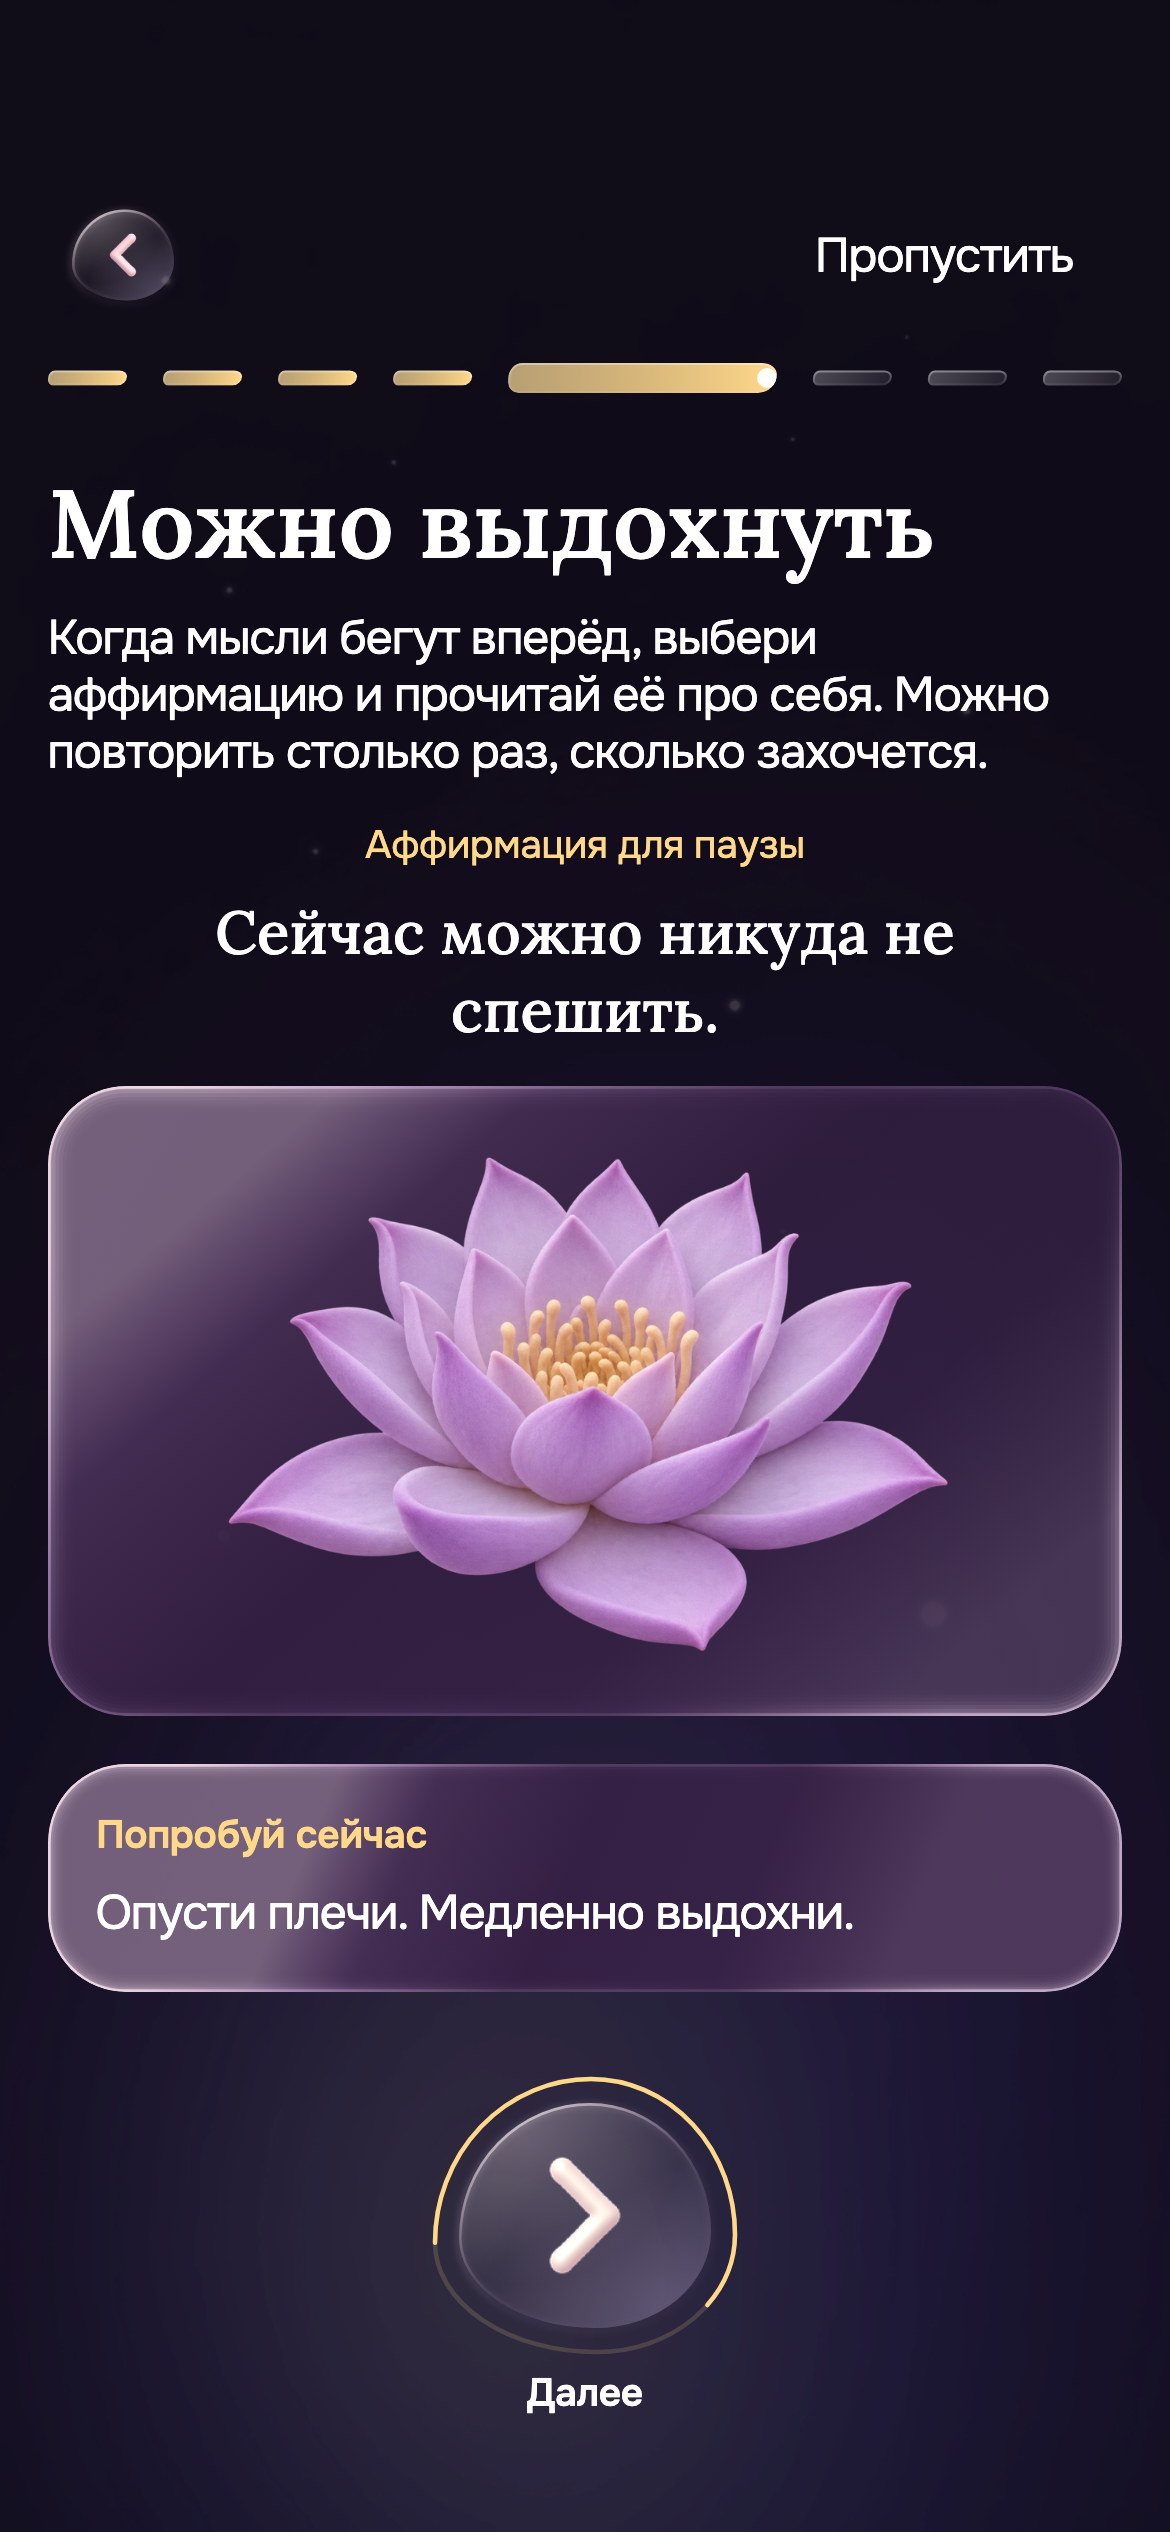 Пропустить
Можно выдохнуть
Когда мысли бегут вперёд, выбери
аффирмацию и прочитай её про себя. Можно
повторить столько раз, сколько захочется.
Аффирмация для паузы
Сейчас можно никуда не
спешить.
Попробуй сейчас
Опусти плечи. Медленно выдохни.
Далее